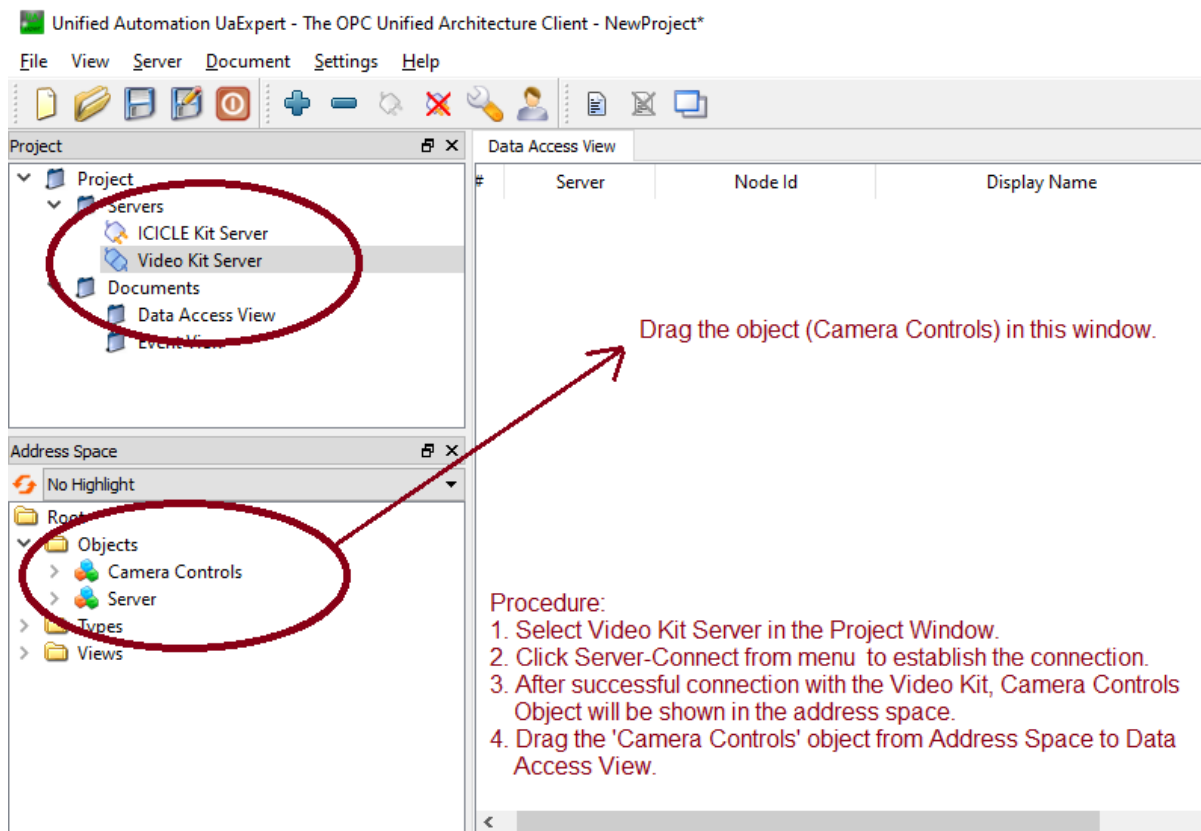 Unified Automation UaExpert - The OPC Unified Architecture Client - NewProject*
File View Server Document Settings Help
Project
Project
Servers
ICICLE Kit Server
Video Kit Server
Documents
Data Access View
Event View
Address Space
No Highlight
Root
Objects
Camera Controls
Server
Types
Views
Data Access View
# Server Node Id Display Name
Drag the object (Camera Controls) in this window.
Procedure:
1. Select Video Kit Server in the Project Window.
2. Click Server-Connect from menu to establish the connection.
3. After successful connection with the Video Kit, Camera Controls
Object will be shown in the address space.
4. Drag the 'Camera Controls' object from Address Space to Data
Access View.